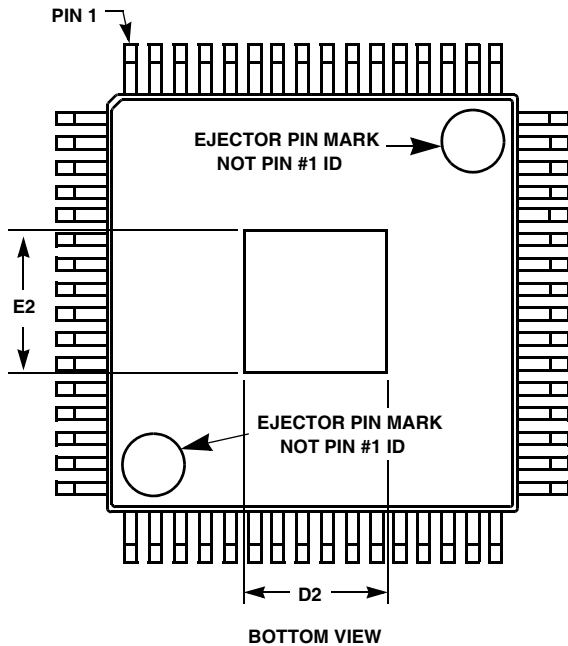 PIN 1
EJECTOR PIN MARK
NOT PIN #1 ID
E2
EJECTOR PIN MARK
NOT PIN #1 ID
D2
BOTTOM VIEW